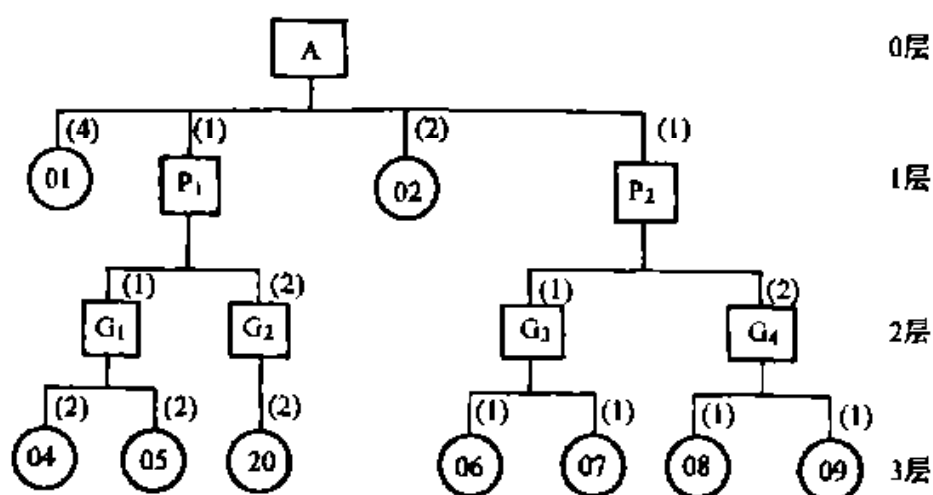 A 0层
(4) (1) (2) (1)
01 P₁ 02 P₂ 1层
(1) (2) (1) (2)
G₁ G₂ G₃ G₄ 2层
(2) (2) (2) (1) (1) (1) (1)
04 05 20 06 07 08 09 3层